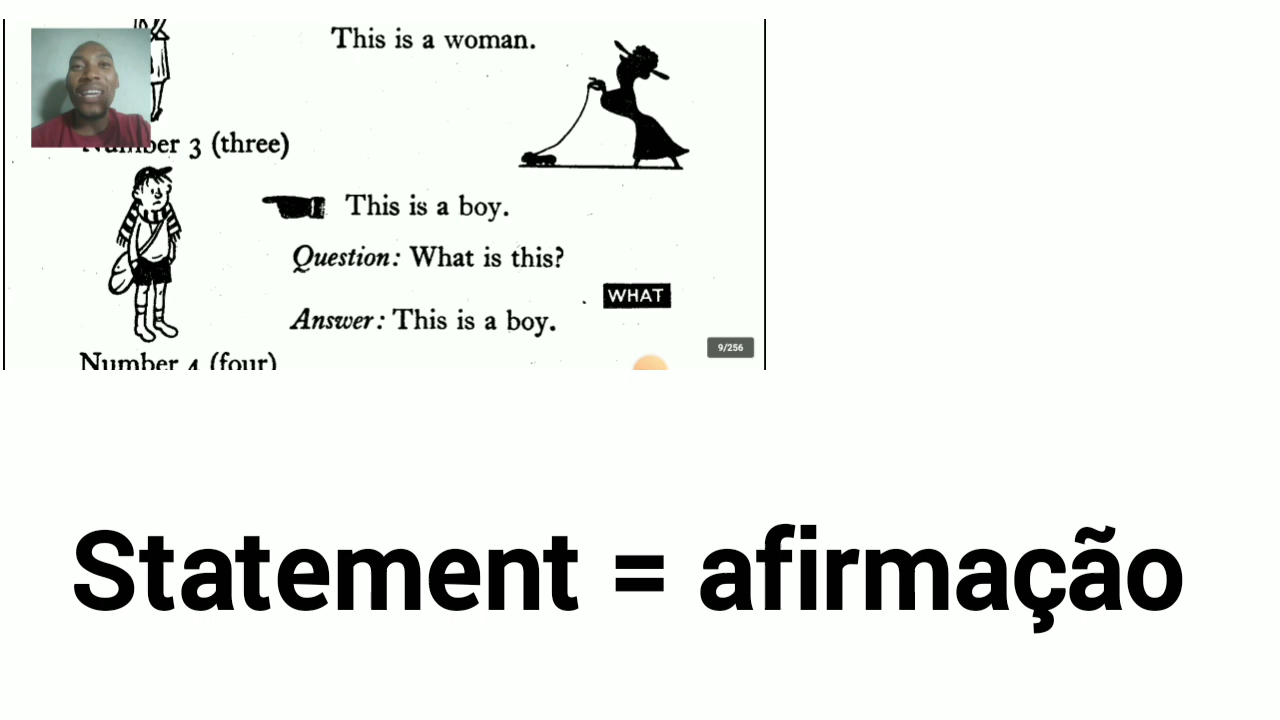 This is a woman.
Number 3 (three)
This is a boy.
Question: What is this?
WHAT
Answer: This is a boy.
9/256
Number 4 (four)
Statement = afirmação